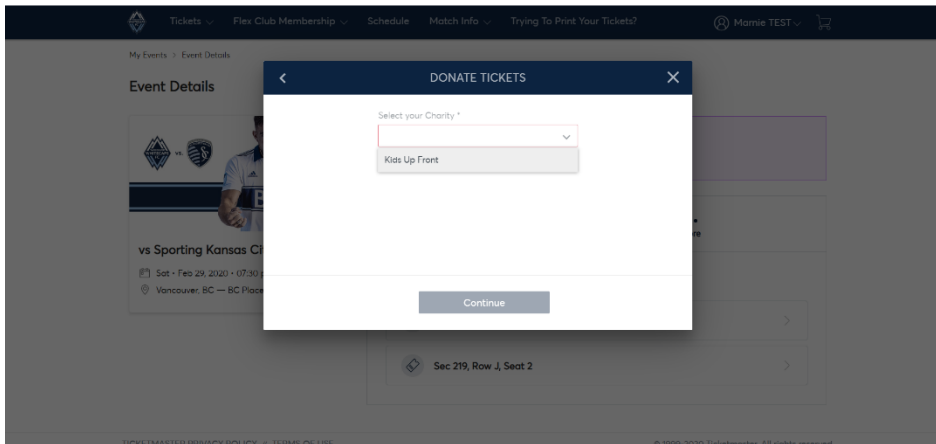 Tickets Flex Club Membership Schedule Match Info Trying To Print Your Tickets? Mamie TEST
My Events > Event Details
Event Details
DONATE TICKETS
Select your Charity *
Kids Up Front
vs.
vs Sporting Kansas Ci
Sat • Feb 29, 2020 • 07:30 p
Vancouver, BC — BC Place
Continue
Sec 219, Row J, Seat 2
TICKETMASTER PRIVACY POLICY // TERMS OF USE
© 1999-2020 Ticketmaster. All rights reserved.